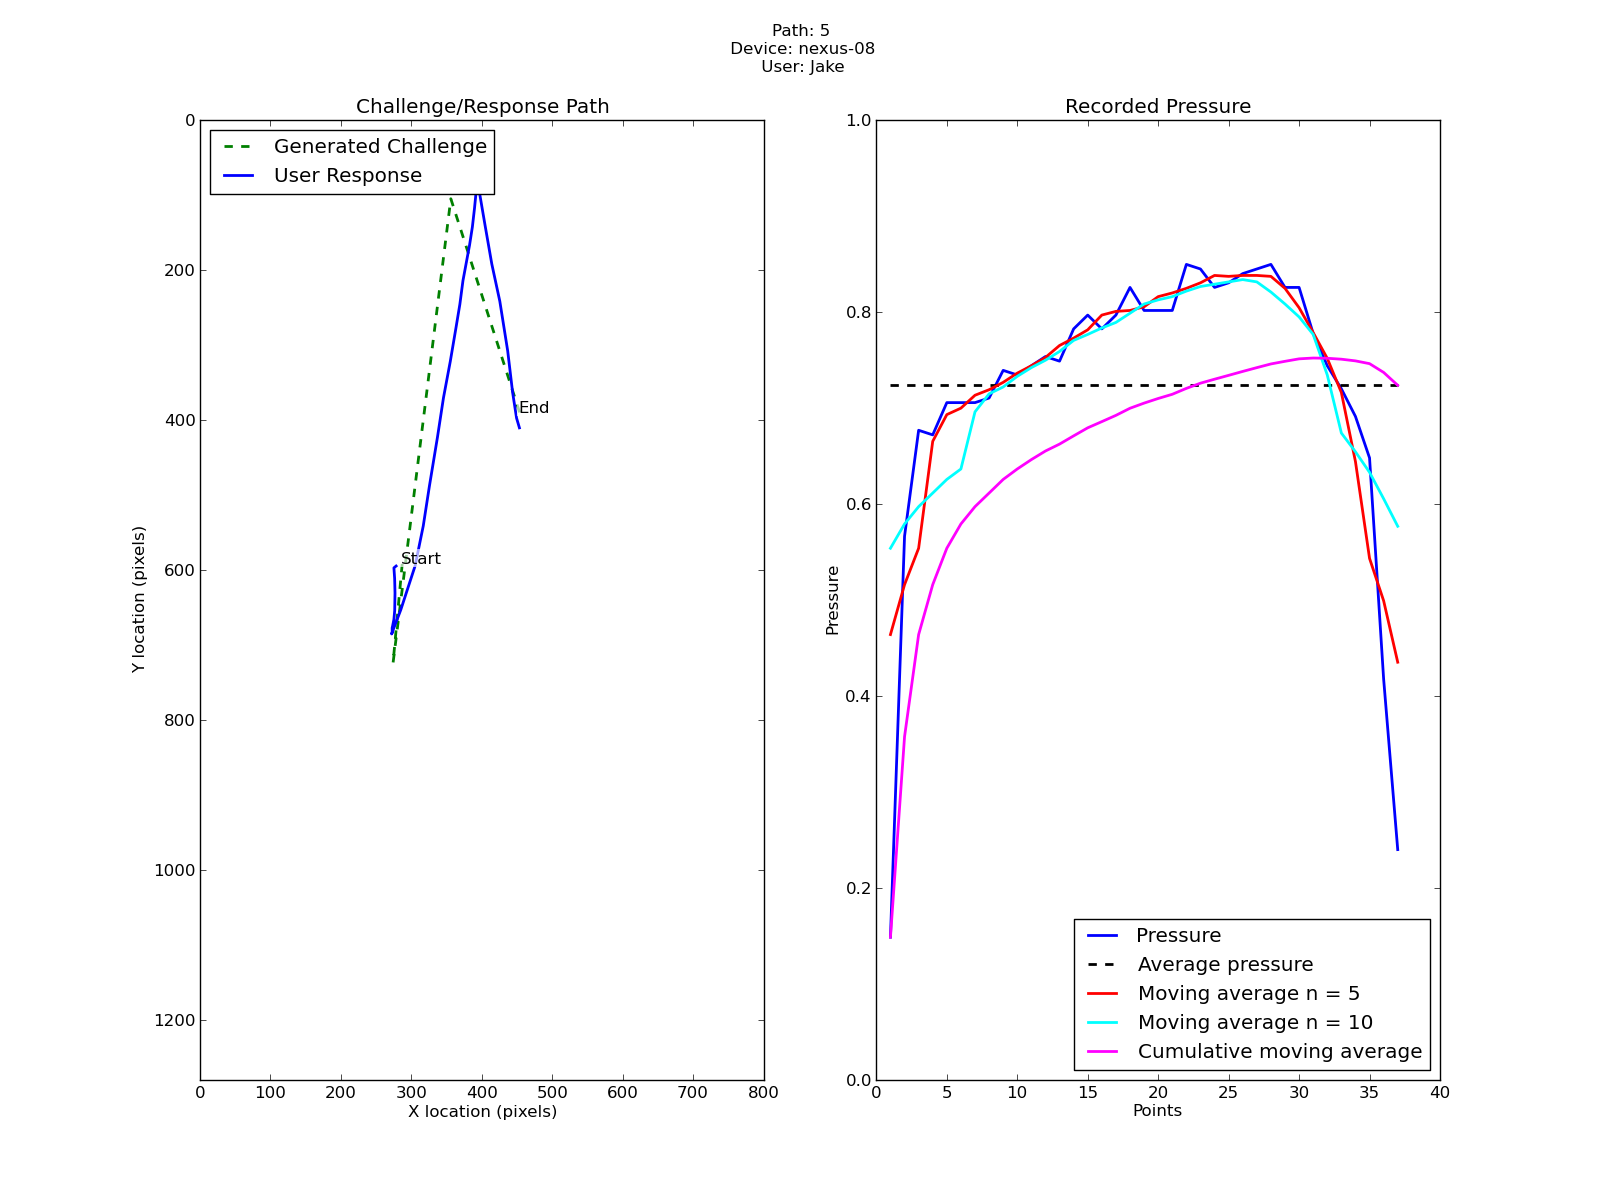 Path: 5
Device: nexus-08
User: Jake
Challenge/Response Path
Generated Challenge
User Response
0
200
400
600
800
1000
1200
Y location (pixels)
Start
End
0 100 200 300 400 500 600 700 800
X location (pixels)
Recorded Pressure
1.0
0.8
0.6
0.4
0.2
0.0
Pressure
Pressure
Average pressure
Moving average n = 5
Moving average n = 10
Cumulative moving average
0 5 10 15 20 25 30 35 40
Points